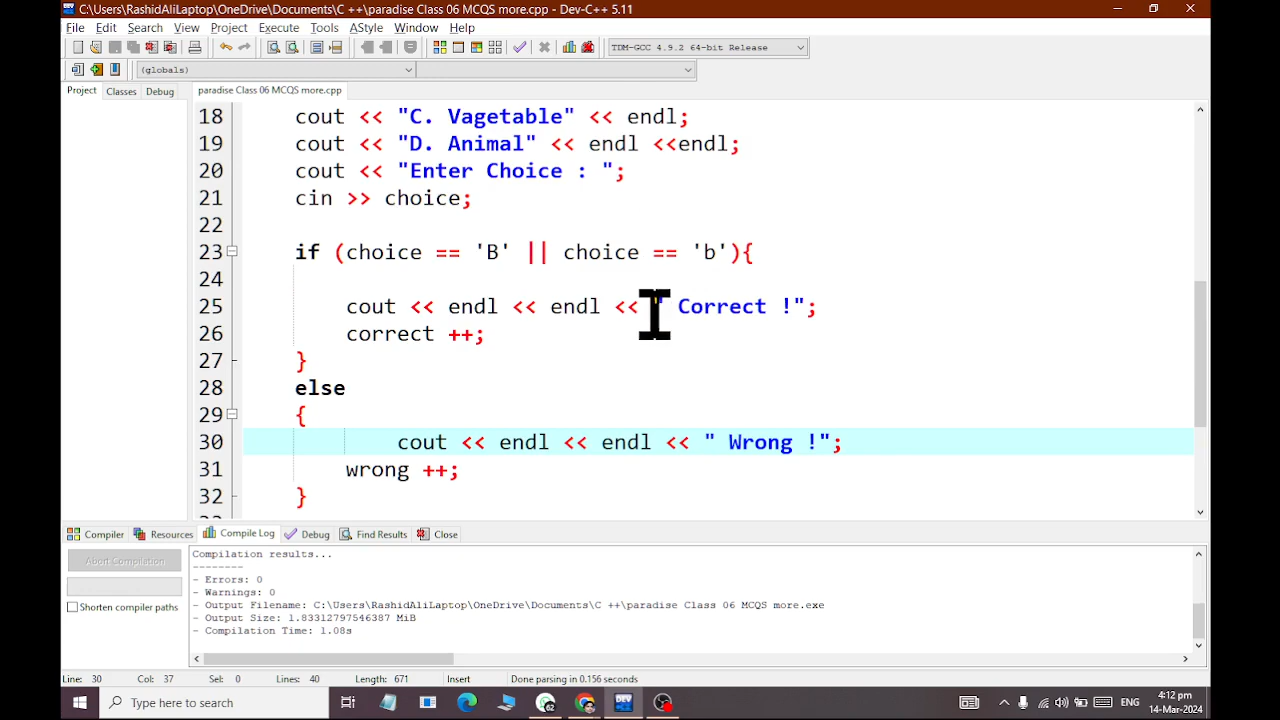 C:\Users\RashidAliLaptop\OneDrive\Documents\C ++\paradise Class 06 MCQS more.cpp - Dev-C++ 5.11
File Edit Search View Project Execute Tools AStyle Window Help
TDM-GCC 4.9.2 64-bit Release
(globals)
Project Classes Debug paradise Class 06 MCQS more.cpp
18 cout << "C. Vagetable" << endl;
19 cout << "D. Animal" << endl <<endl;
20 cout << "Enter Choice : ";
21 cin >> choice;
22
23 if (choice == 'B' || choice == 'b'){
24
25 cout << endl << endl << " Correct !";
26 correct ++;
27 }
28 else
29 {
30 cout << endl << endl << " Wrong !";
31 wrong ++;
32 }
Compiler Resources Compile Log Debug Find Results Close
Abort Compilation
Shorten compiler paths
Compilation results...
--------
- Errors: 0
- Warnings: 0
- Output Filename: C:\Users\RashidAliLaptop\OneDrive\Documents\C ++\paradise Class 06 MCQS more.exe
- Output Size: 1.83312797546387 MiB
- Compilation Time: 1.08s
Line: 30 Col: 37 Sel: 0 Lines: 40 Length: 671 Insert Done parsing in 0.156 seconds
Type here to search
DEV
ENG
4:12 pm
14-Mar-2024